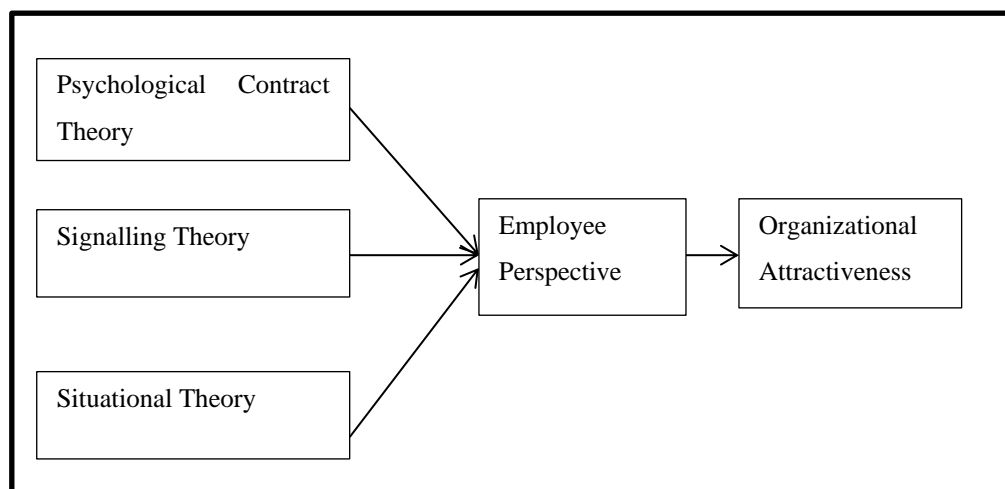 Psychological Contract
Theory
Signalling Theory
Situational Theory
Employee
Perspective
Organizational
Attractiveness